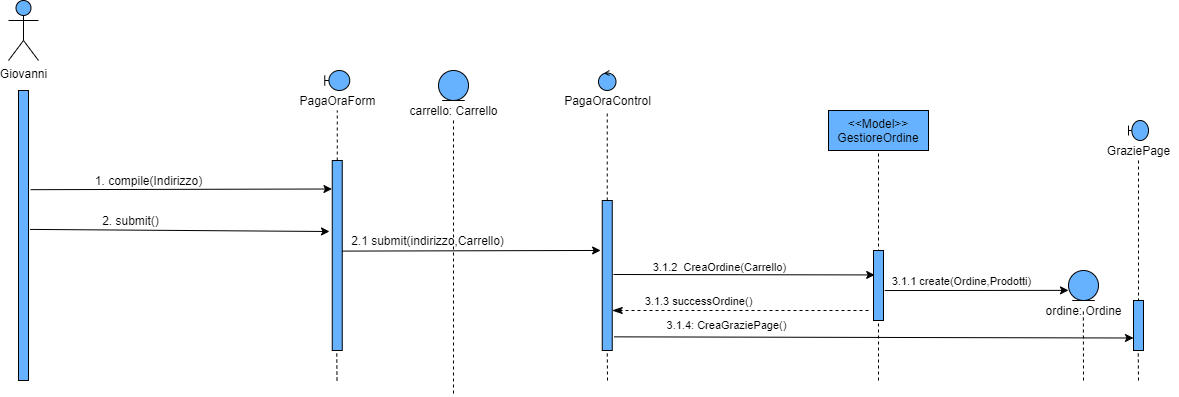 Giovanni
PagaOraForm
carrello: Carrello
PagaOraControl
<<Model>>
GestioreOrdine
GraziePage
1. compile(Indirizzo)
2. submit()
2.1 submit(indirizzo,Carrello)
3.1.2 CreaOrdine(Carrello)
3.1.1 create(Ordine,Prodotti)
3.1.3 successOrdine()
ordine: Ordine
3.1.4: CreaGraziePage()